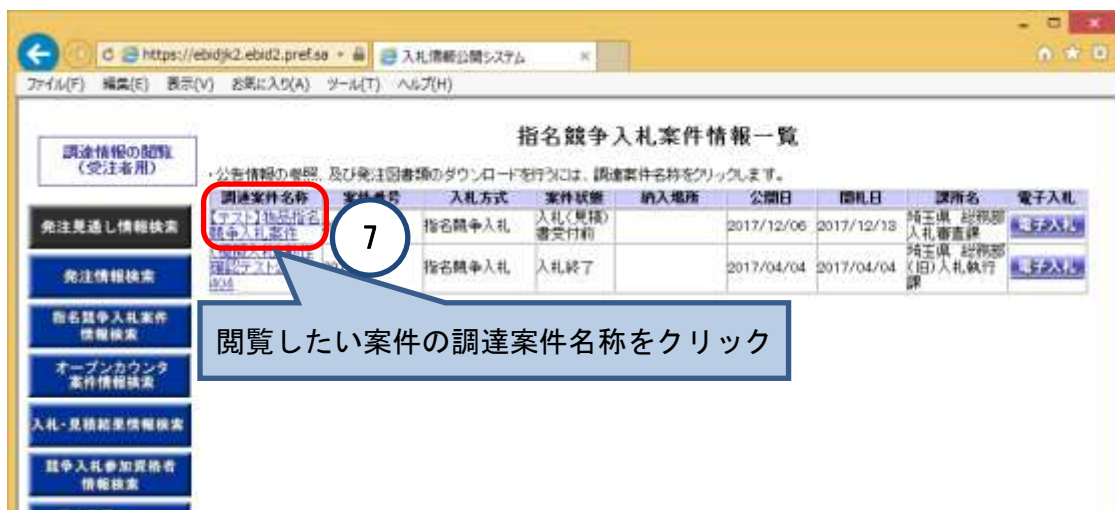 https://ebidjk2.ebid2.pref.sa
入札情報公開システム
ファイル(F) 編集(E) 表示(V) お気に入り(A) ツール(T) ヘルプ(H)
調達情報の閲覧
(受注者用)
指名競争入札案件情報一覧
・公告情報の参照、及び発注図書類のダウンロードを行うには、調達案件名称をクリックします。
調達案件名称 案件番号 入札方式 案件状態 納入場所 公開日 開札日 課所名 電子入札
【テスト】物品指名
競争入札案件
指名競争入札
入札(見積)
書受付前
2017/12/06 2017/12/13
埼玉県 総務部
入札審査課
電子入札
確認テスト
指名競争入札 入札終了 2017/04/04 2017/04/04
埼玉県 総務部
(旧)入札執行
課
電子入札
7
閲覧したい案件の調達案件名称をクリック
発注見通し情報検索
発注情報検索
指名競争入札案件
情報検索
オープンカウンタ
案件情報検索
入札・見積結果情報検索
競争入札参加資格者
情報検索